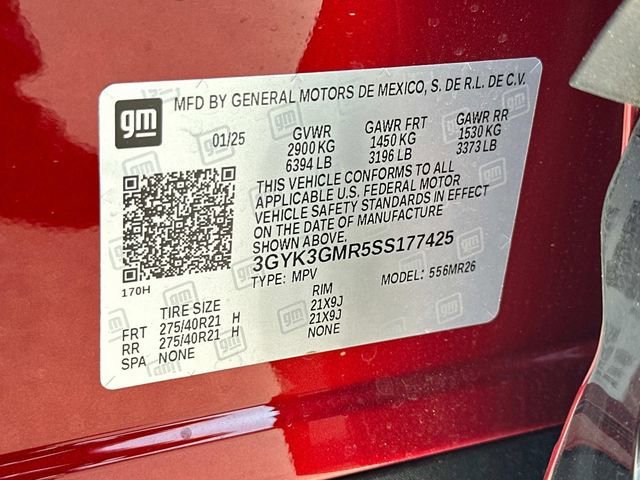 gm
MFD BY GENERAL MOTORS DE MEXICO, S. DE R.L. DE C.V.
01/25 GVWR GAWR FRT GAWR RR
2900 KG 1450 KG 1530 KG
6394 LB 3196 LB 3373 LB
THIS VEHICLE CONFORMS TO ALL
APPLICABLE U.S. FEDERAL MOTOR
VEHICLE SAFETY STANDARDS IN EFFECT
ON THE DATE OF MANUFACTURE
SHOWN ABOVE.
3GYK3GMR5SS177425
TYPE: MPV MODEL: 556MR26
170H
TIRE SIZE RIM
FRT 275/40R21 H 21X9J
RR 275/40R21 H 21X9J
SPA NONE NONE